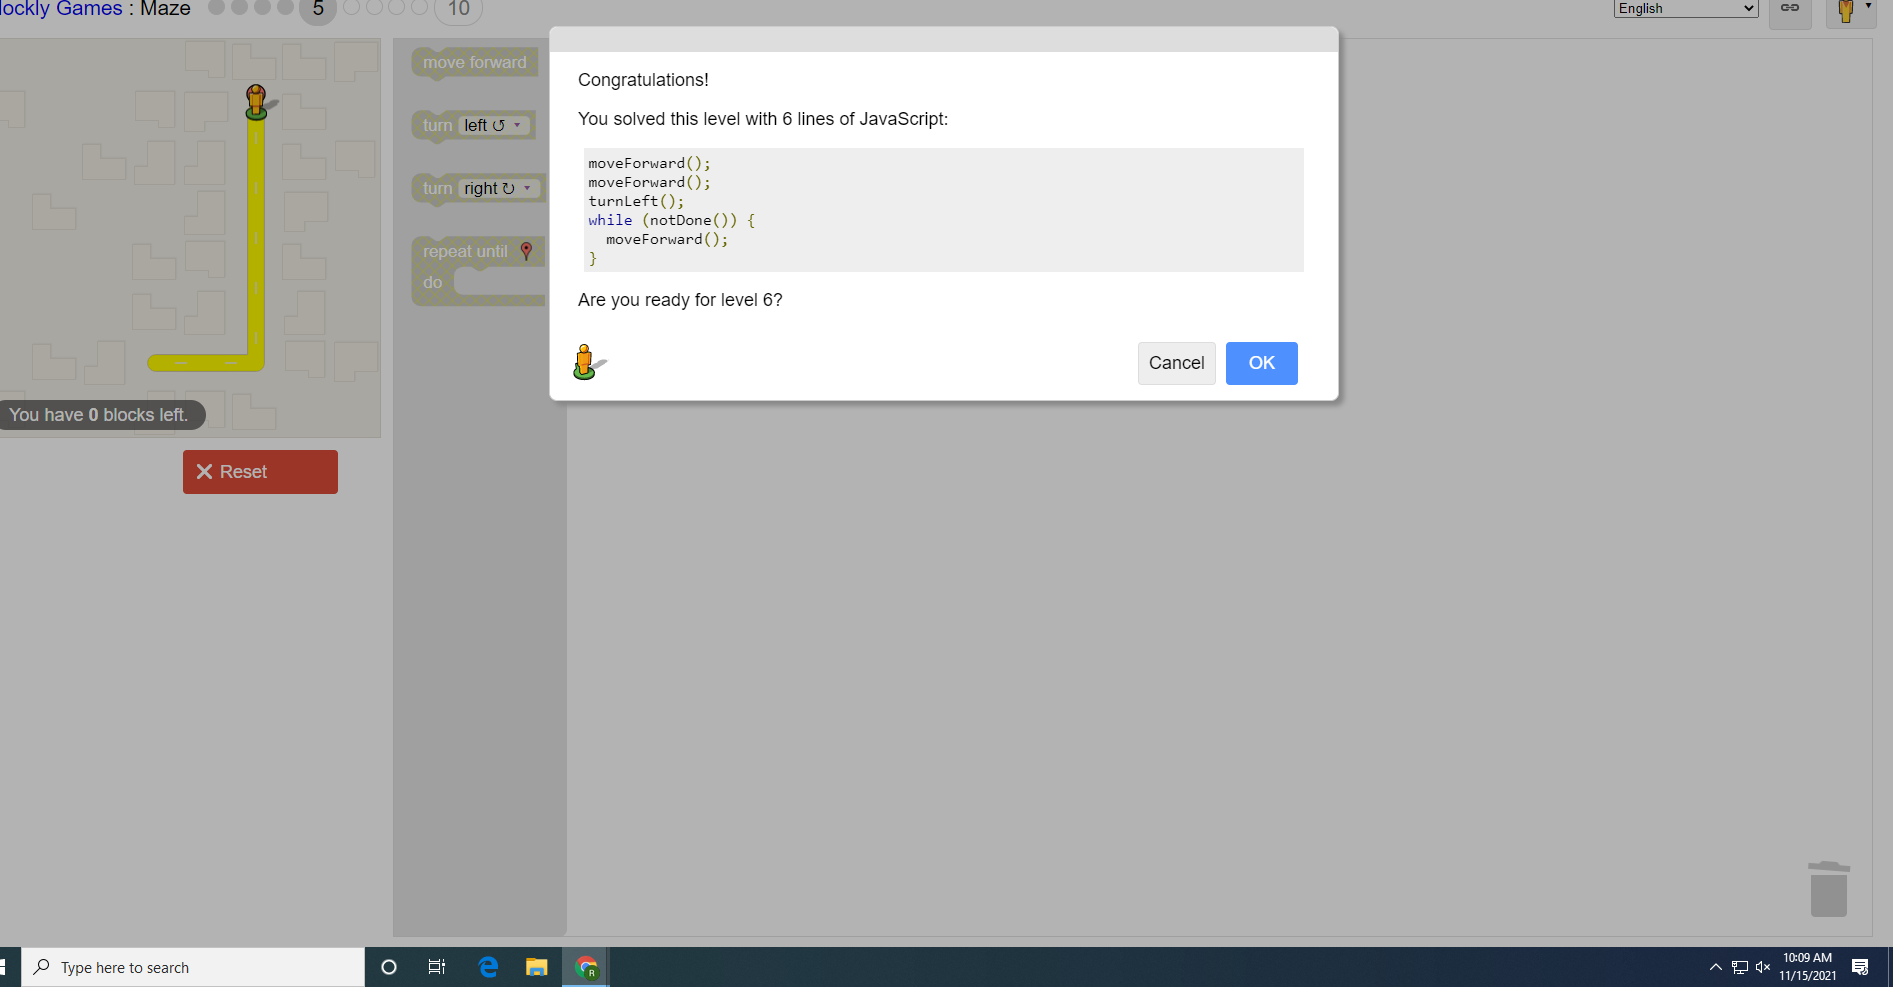 lockly Games : Maze 5 10
English
move forward
turn left ↺
turn right ↻
repeat until
do
Congratulations!
You solved this level with 6 lines of JavaScript:
moveForward();
moveForward();
turnLeft();
while (notDone()) {
  moveForward();
}
Are you ready for level 6?
Cancel OK
You have 0 blocks left.
Reset
Type here to search
R
10:09 AM
11/15/2021